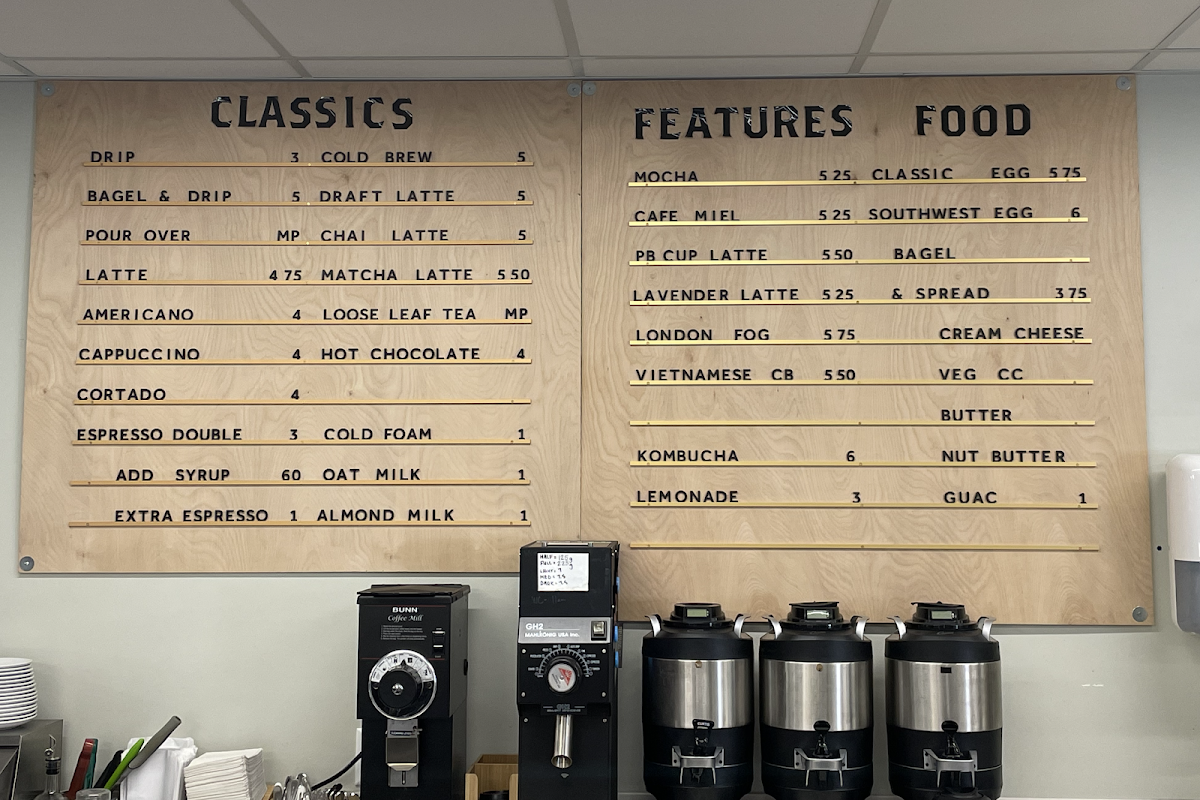 CLASSICS
DRIP 3
BAGEL & DRIP 5
POUR OVER MP
LATTE 4 75
AMERICANO 4
CAPPUCCINO 4
CORTADO 4
ESPRESSO DOUBLE 3
ADD SYRUP 60
EXTRA ESPRESSO 1
COLD BREW 5
DRAFT LATTE 5
CHAI LATTE 5
MATCHA LATTE 5 50
LOOSE LEAF TEA MP
HOT CHOCOLATE 4
COLD FOAM 1
OAT MILK 1
ALMOND MILK 1
FEATURES
MOCHA 5 25
CAFE MIEL 5 25
PB CUP LATTE 5 50
LAVENDER LATTE 5 25
LONDON FOG 5 75
VIETNAMESE CB 5 50
KOMBUCHA 6
LEMONADE 3
FOOD
CLASSIC EGG 5 75
SOUTHWEST EGG 6
BAGEL
& SPREAD 3 75
CREAM CHEESE
VEG CC
BUTTER
NUT BUTTER
GUAC 1
BUNN
Coffee Mill
GH2
MAHLKÖNIG USA Inc.